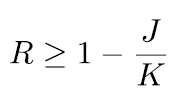 R ≥ 1 − J/K